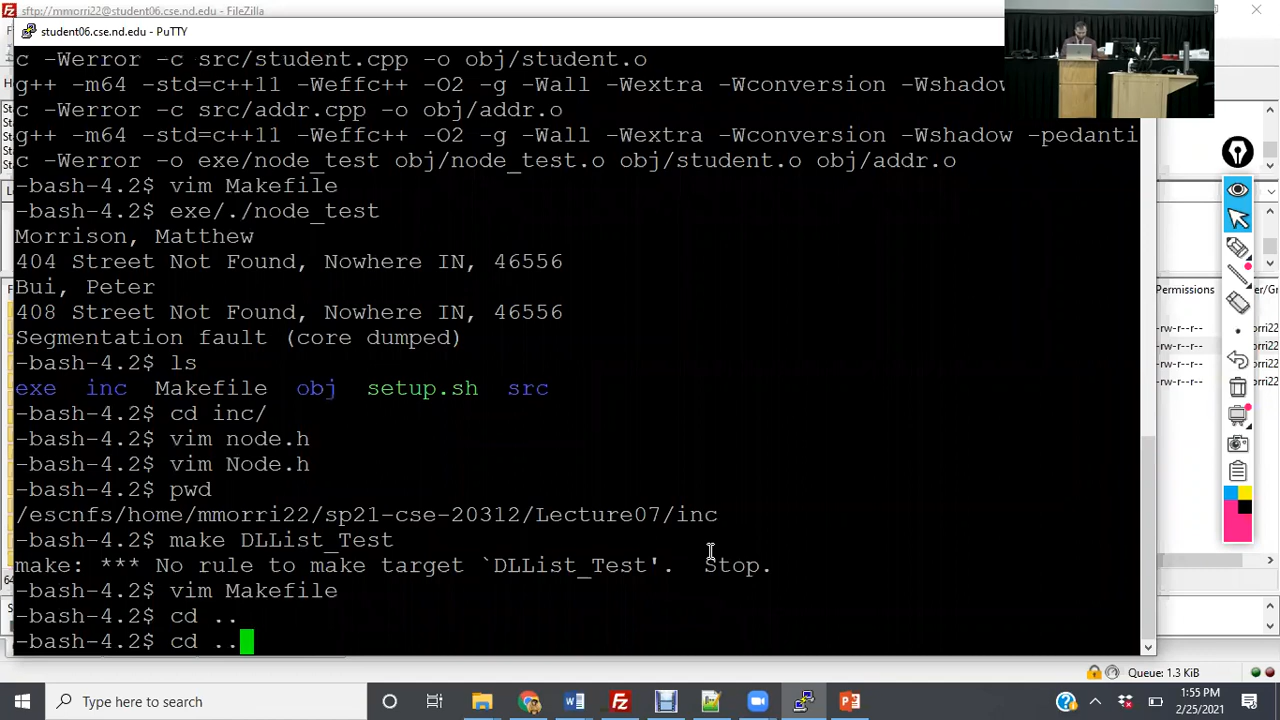 sftp://mmorri22@cse.nd.edu - FileZilla
student06.cse.nd.edu - PuTTY
c -Werror -c src/student.cpp -o obj/student.o
g++ -m64 -std=c++11 -Weffc++ -O2 -g -Wall -Wextra -Wconversion -Wshadow
c -Werror -c src/addr.cpp -o obj/addr.o
g++ -m64 -std=c++11 -Weffc++ -O2 -g -Wall -Wextra -Wconversion -Wshadow -pedanti
c -Werror -o exe/node_test obj/node_test.o obj/student.o obj/addr.o
-bash-4.2$ vim Makefile
-bash-4.2$ exe/./node_test
Morrison, Matthew
404 Street Not Found, Nowhere IN, 46556
Bui, Peter
408 Street Not Found, Nowhere IN, 46556
Segmentation fault (core dumped)
-bash-4.2$ ls
exe inc Makefile obj setup.sh src
-bash-4.2$ cd inc/
-bash-4.2$ vim node.h
-bash-4.2$ vim Node.h
-bash-4.2$ pwd
/escnfs/home/mmorri22/sp21-cse-20312/Lecture07/inc
-bash-4.2$ make DLList_Test
make: *** No rule to make target `DLList_Test'. Stop.
-bash-4.2$ vim Makefile
-bash-4.2$ cd ..
-bash-4.2$ cd ..
Permissions
-rw-r--r--
-rw-r--r--
-rw-r--r--
-rw-r--r--
Queue: 1.3 KiB
Type here to search
1:55 PM
2/25/2021